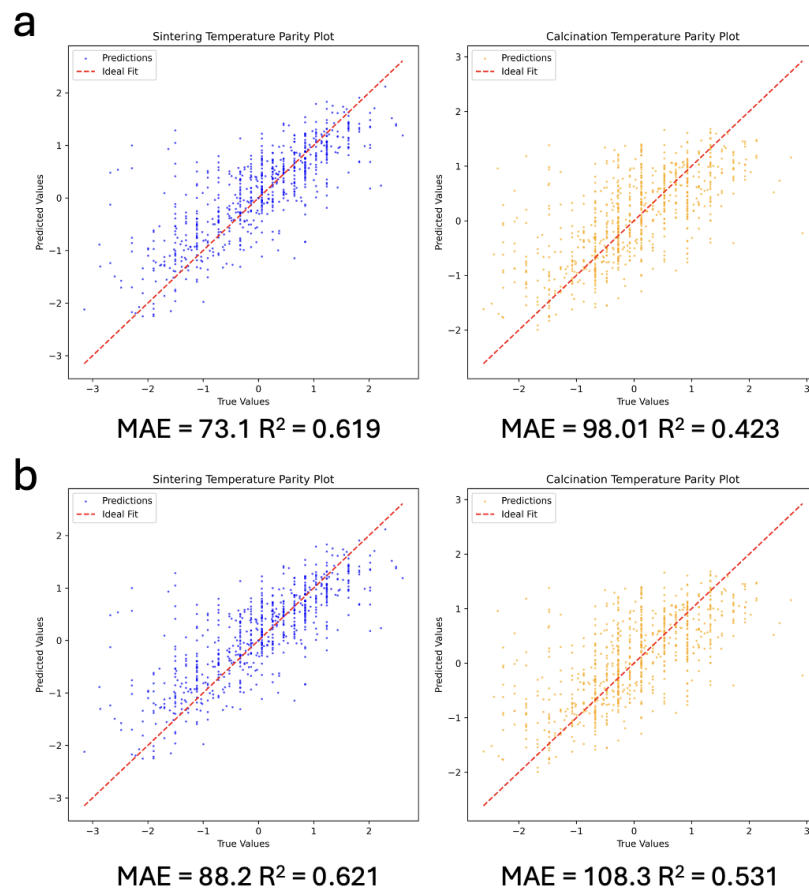 a
Sintering Temperature Parity Plot
Predictions
Ideal Fit
2
1
0
−1
−2
−3
Predicted Values
−3 −2 −1 0 1 2
True Values
MAE = 73.1 R² = 0.619
Calcination Temperature Parity Plot
Predictions
Ideal Fit
3
2
1
0
−1
−2
Predicted Values
−2 −1 0 1 2 3
True Values
MAE = 98.01 R² = 0.423
b
Sintering Temperature Parity Plot
Predictions
Ideal Fit
2
1
0
−1
−2
−3
Predicted Values
−3 −2 −1 0 1 2
True Values
MAE = 88.2 R² = 0.621
Calcination Temperature Parity Plot
Predictions
Ideal Fit
3
2
1
0
−1
−2
Predicted Values
−2 −1 0 1 2 3
True Values
MAE = 108.3 R² = 0.531